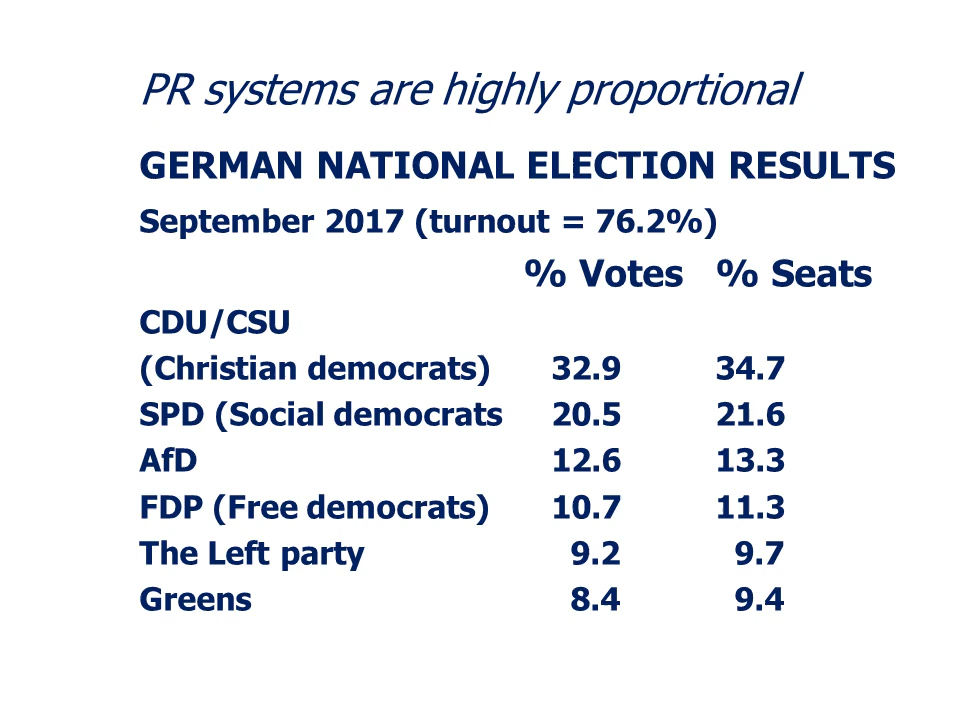 PR systems are highly proportional
GERMAN NATIONAL ELECTION RESULTS
September 2017 (turnout = 76.2%)
% Votes % Seats
CDU/CSU
(Christian democrats) 32.9 34.7
SPD (Social democrats 20.5 21.6
AfD 12.6 13.3
FDP (Free democrats) 10.7 11.3
The Left party 9.2 9.7
Greens 8.4 9.4